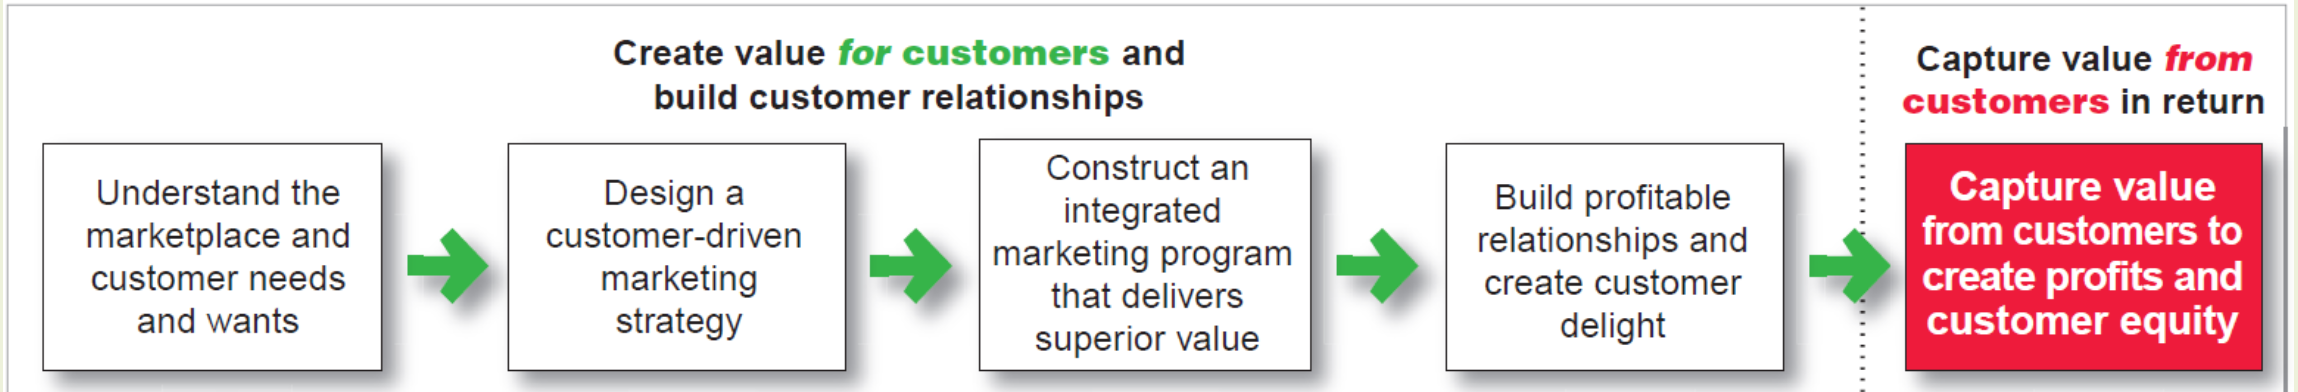 Create value for customers and
build customer relationships
Capture value from
customers in return
Understand the
marketplace and
customer needs
and wants
Design a
customer-driven
marketing
strategy
Construct an
integrated
marketing program
that delivers
superior value
Build profitable
relationships and
create customer
delight
Capture value
from customers to
create profits and
customer equity